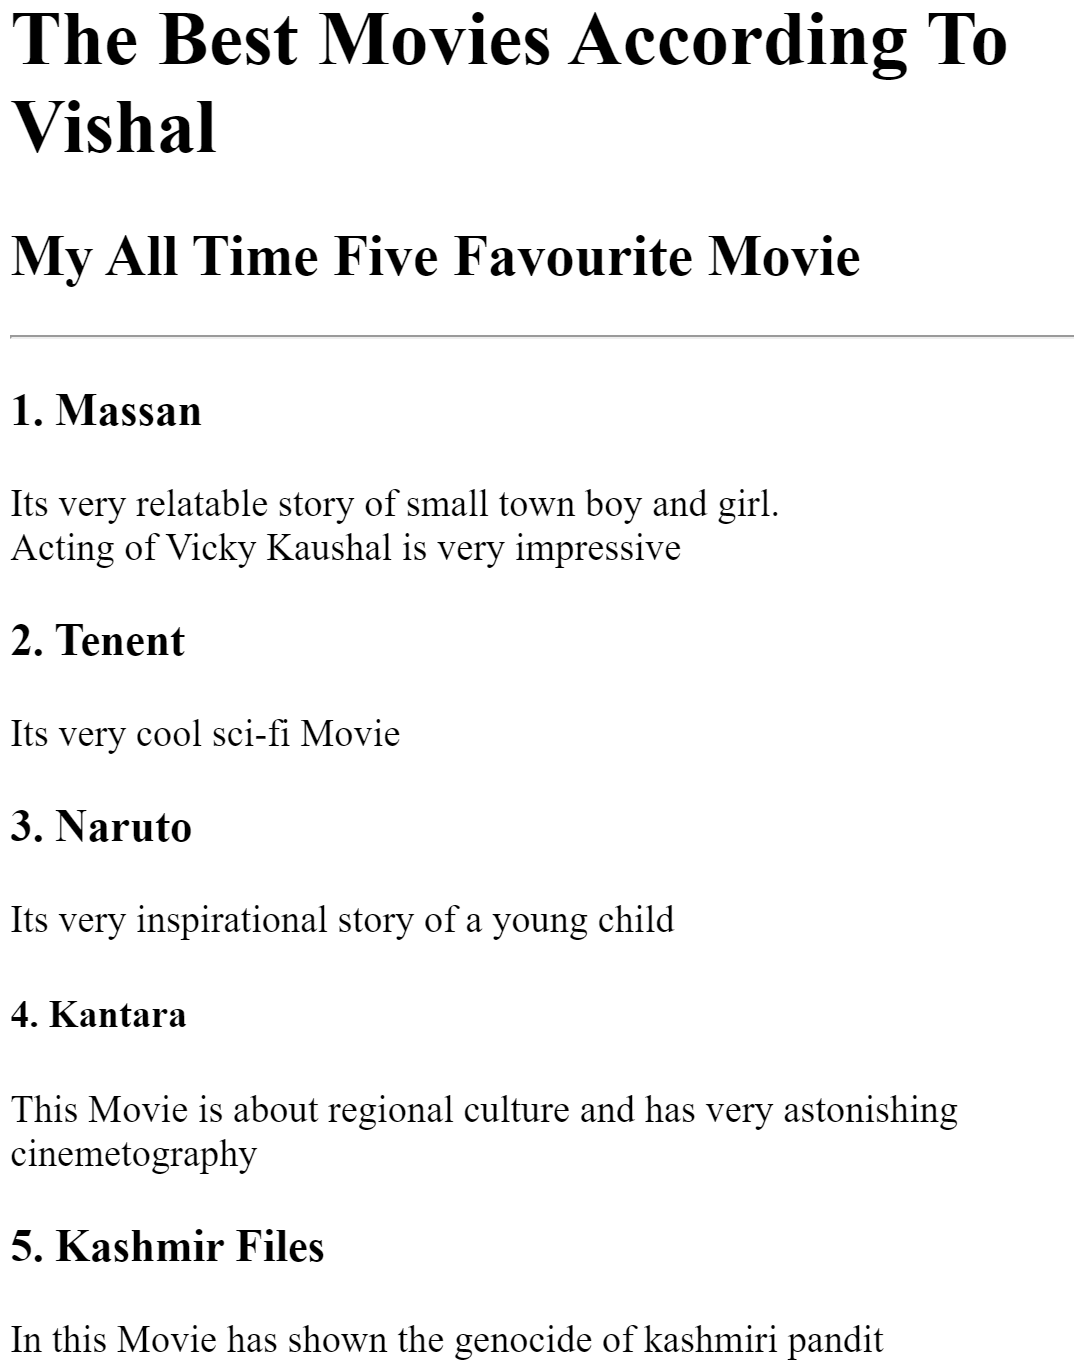 The Best Movies According To
Vishal
My All Time Five Favourite Movie
1. Massan
Its very relatable story of small town boy and girl.
Acting of Vicky Kaushal is very impressive
2. Tenent
Its very cool sci-fi Movie
3. Naruto
Its very inspirational story of a young child
4. Kantara
This Movie is about regional culture and has very astonishing
cinemetography
5. Kashmir Files
In this Movie has shown the genocide of kashmiri pandit